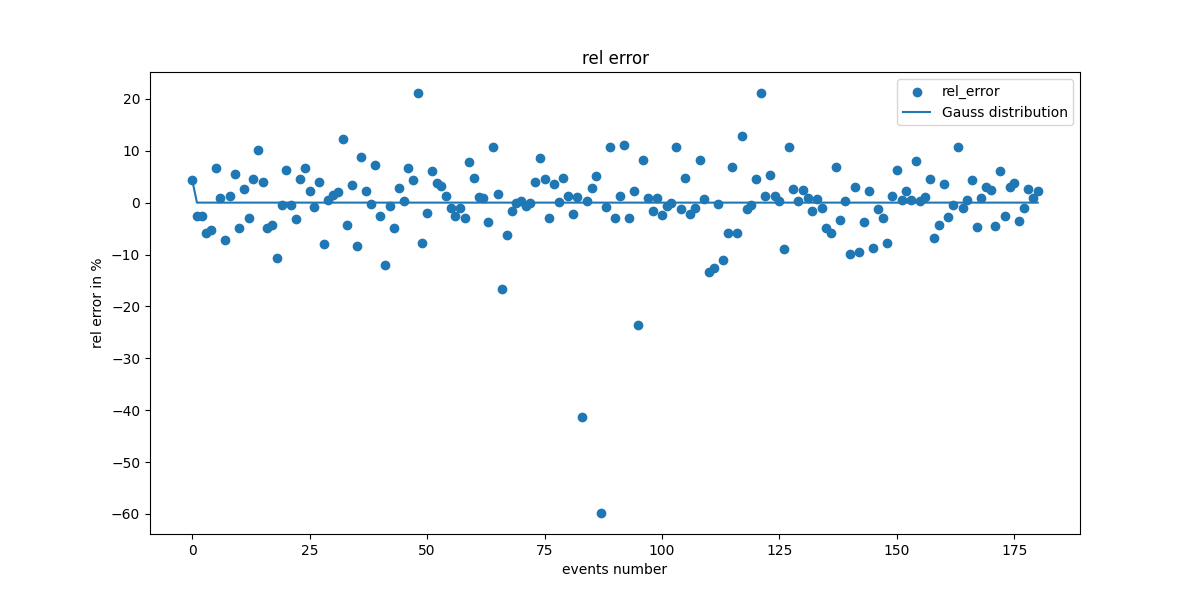 rel error
rel_error
Gauss distribution
20
10
0
−10
−20
−30
−40
−50
−60
rel error in %
0 25 50 75 100 125 150 175
events number